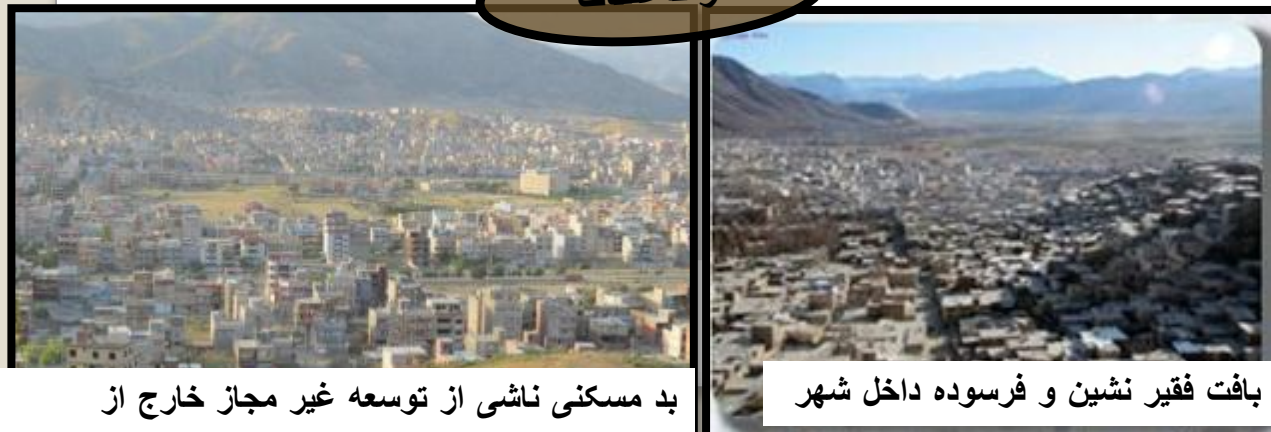 بافت فقیر نشین و فرسوده داخل شهر
بد مسکنی ناشی از توسعه غیر مجاز خارج از